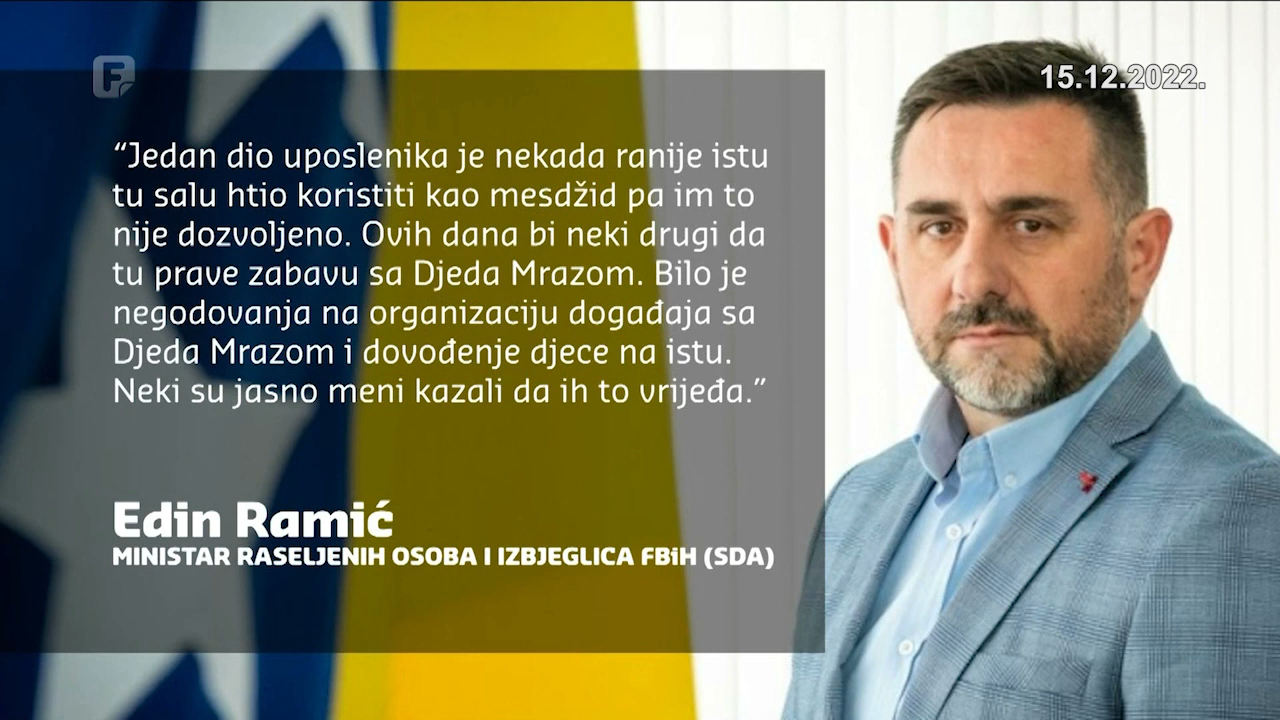 F
15.12.2022.
“Jedan dio uposlenika je nekada ranije istu
tu salu htio koristiti kao mesdžid pa im to
nije dozvoljeno. Ovih dana bi neki drugi da
tu prave zabavu sa Djeda Mrazom. Bilo je
negodovanja na organizaciju događaja sa
Djeda Mrazom i dovođenje djece na istu.
Neki su jasno meni kazali da ih to vrijeđa.”
Edin Ramić
MINISTAR RASELJENIH OSOBA I IZBJEGLICA FBiH (SDA)